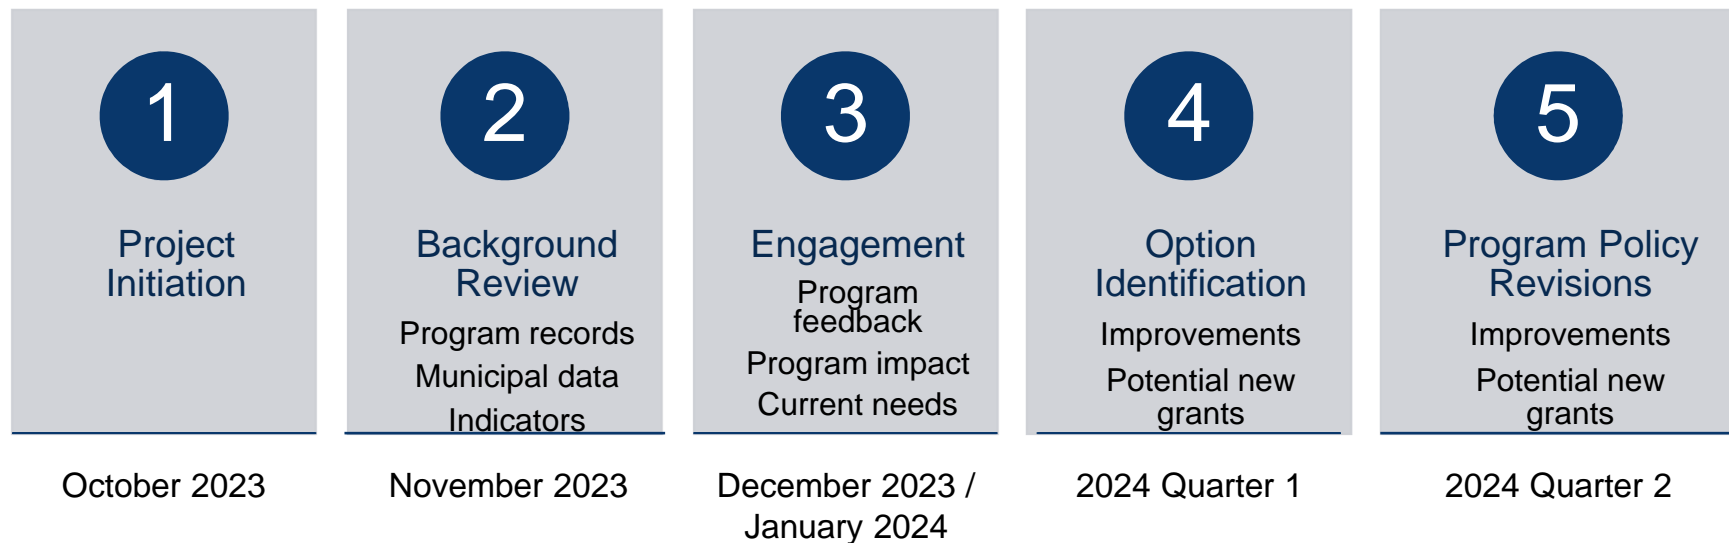 1
Project
Initiation
October 2023
2
Background
Review
Program records
Municipal data
Indicators
November 2023
3
Engagement
Program
feedback
Program impact
Current needs
December 2023 /
January 2024
4
Option
Identification
Improvements
Potential new
grants
2024 Quarter 1
5
Program Policy
Revisions
Improvements
Potential new
grants
2024 Quarter 2